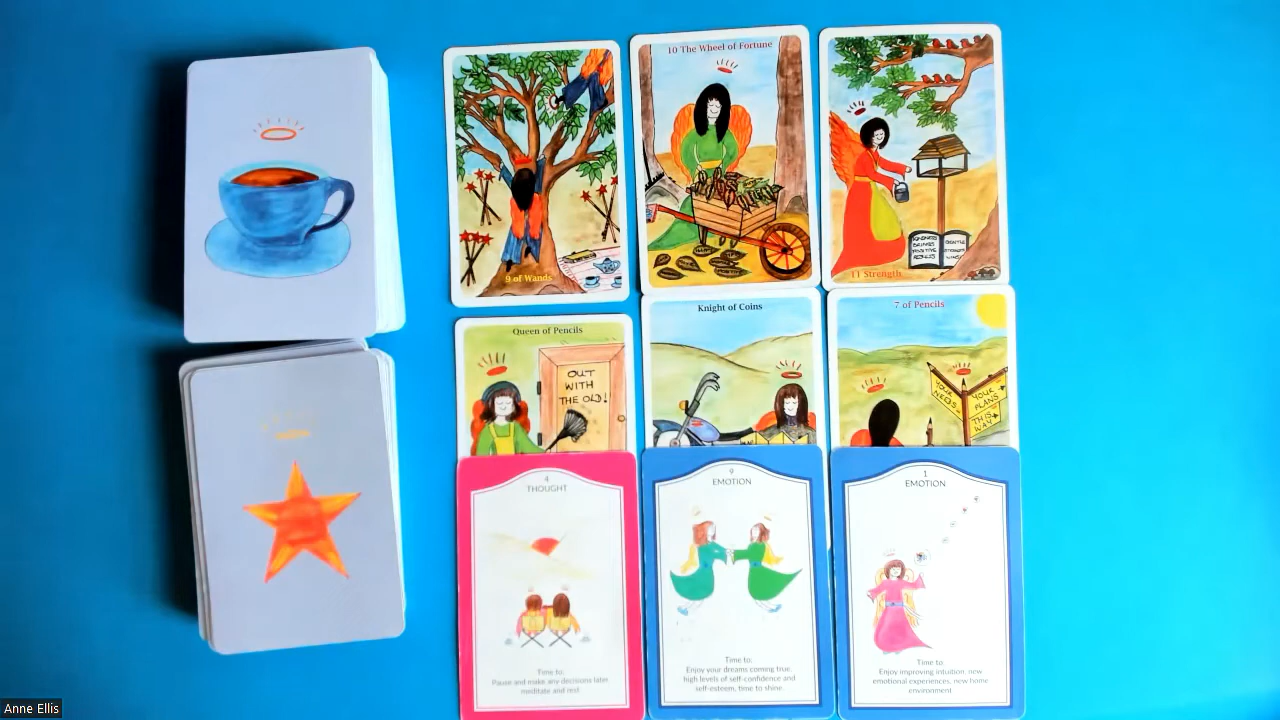 10 The Wheel of Fortune
9 of Wands
11 Strength
KINDNESS
BRINGS
POSITIVE
RESULTS
GENTLE
Queen of Pencils
OUT
WITH
THE OLD!
Knight of Coins
7 of Pencils
YOUR
NEEDS
YOUR
PLANS
THIS
WAY
4
THOUGHT
Time to:
Pause and make any decisions later,
meditate and rest
9
EMOTION
Time to:
Enjoy your dreams coming true,
high levels of self-confidence and
self-esteem, time to shine
1
EMOTION
Time to:
Enjoy improving intuition, new
emotional experiences, new home
environment
Anne Ellis